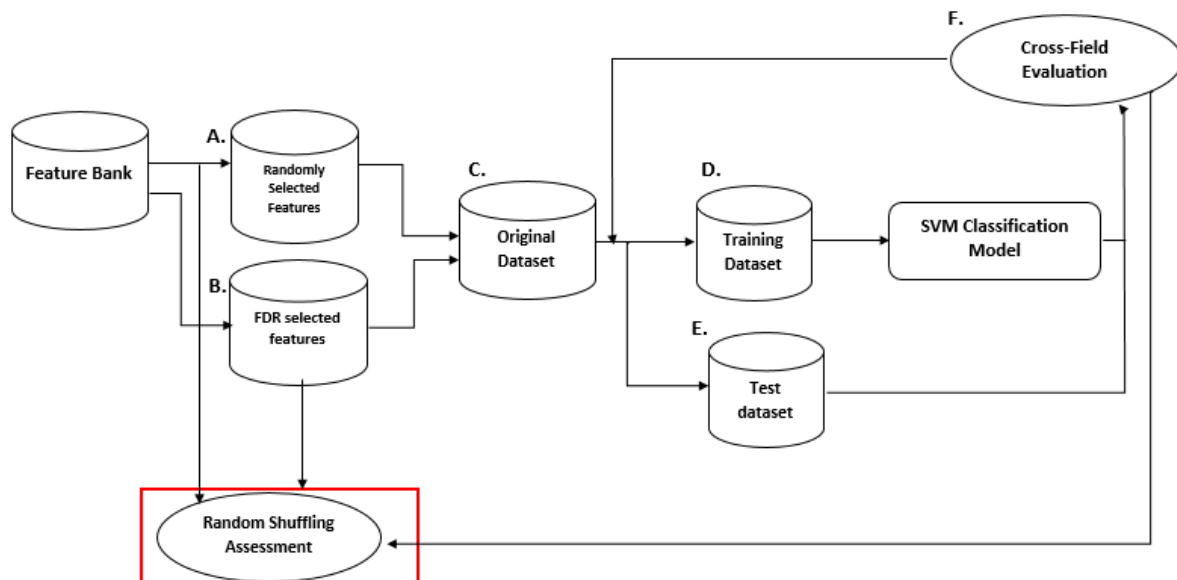 F.
Cross-Field
Evaluation
A.
Feature Bank
Randomly
Selected
Features
C.
Original
Dataset
D.
Training
Dataset
SVM Classification
Model
B.
FDR selected
features
E.
Test
dataset
Random Shuffling
Assessment